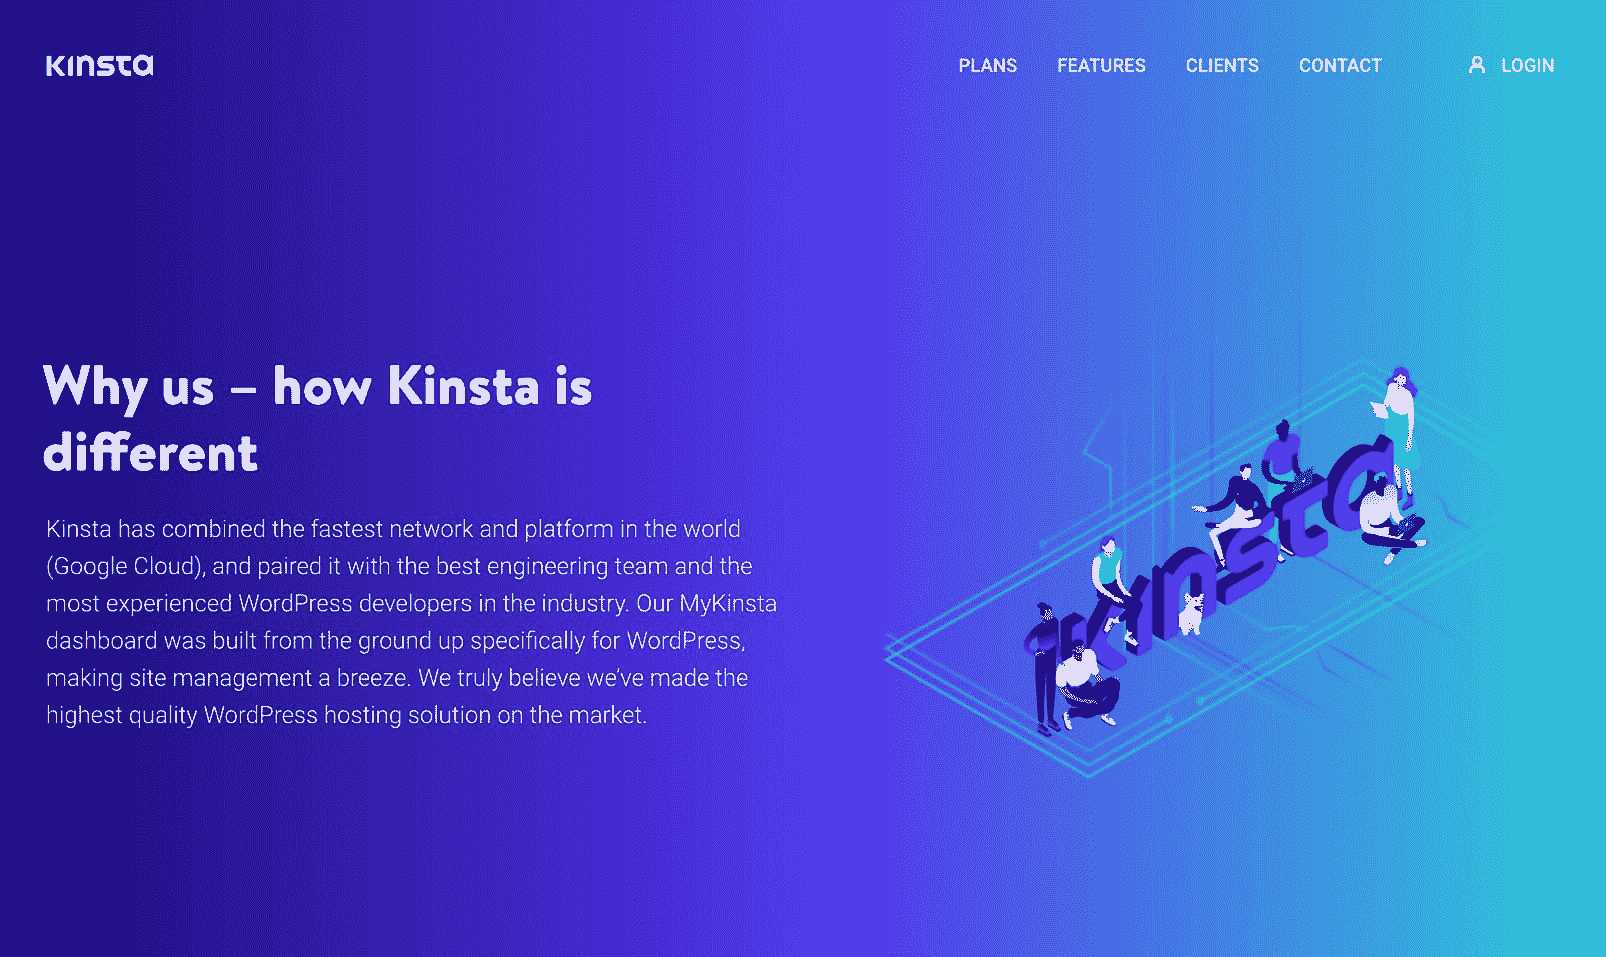 Kinsta
PLANS FEATURES CLIENTS CONTACT LOGIN
Why us – how Kinsta is
different
Kinsta has combined the fastest network and platform in the world
(Google Cloud), and paired it with the best engineering team and the
most experienced WordPress developers in the industry. Our MyKinsta
dashboard was built from the ground up specifically for WordPress,
making site management a breeze. We truly believe we’ve made the
highest quality WordPress hosting solution on the market.
Kinsta